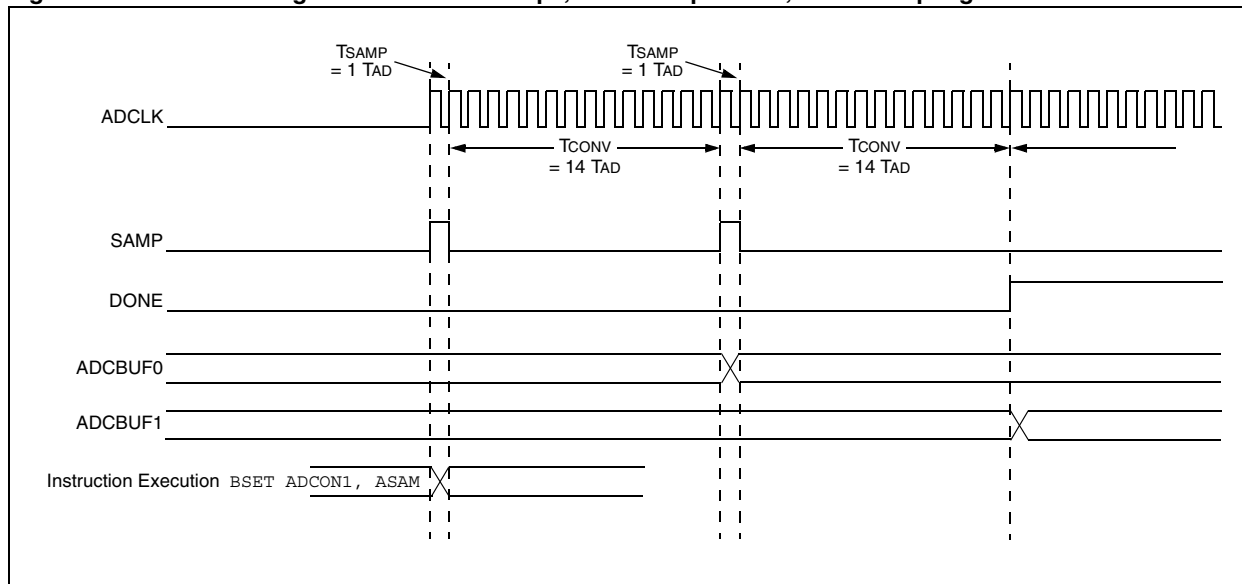 TSAMP
= 1 TAD
TSAMP
= 1 TAD
ADCLK
TCONV
= 14 TAD
TCONV
= 14 TAD
SAMP
DONE
ADCBUF0
ADCBUF1
Instruction Execution BSET ADCON1, ASAM